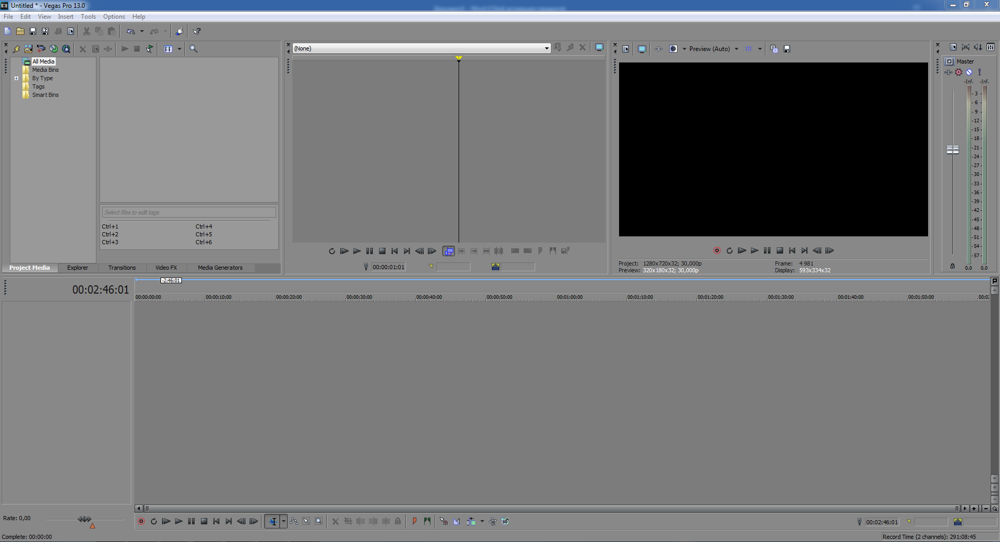 Untitled * - Vegas Pro 13.0
File Edit View Insert Tools Options Help
(None)
Preview (Auto)
All Media
Media Bins
By Type
Tags
Smart Bins
Select files to edit tags
Ctrl+1 Ctrl+4
Ctrl+2 Ctrl+5
Ctrl+3 Ctrl+6
Project Media Explorer Transitions Video FX Media Generators
00:00:01:01
Project: 1280x720x32; 30,000p Frame: 4 981
Preview: 320x180x32; 30,000p Display: 593x334x32
Master
-Inf. -Inf.
- 3 -
- 6 -
- 9 -
- 12 -
- 15 -
- 18 -
- 21 -
- 24 -
- 27 -
- 30 -
- 33 -
- 36 -
- 39 -
- 42 -
- 45 -
- 48 -
- 51 -
- 54 -
- 57 -
0,0 0,0
00:02:46:01
-2:46:01
00:00:00:00 00:00:10:00 00:00:20:00 00:00:30:00 00:00:40:00 00:00:50:00 00:01:00:00 00:01:10:00 00:01:20:00 00:01:30:00 00:01:40:00 00:01:50:00 00:0
Rate: 0,00
00:02:46:01
Complete: 00:00:00
Record Time (2 channels): 291:08:45